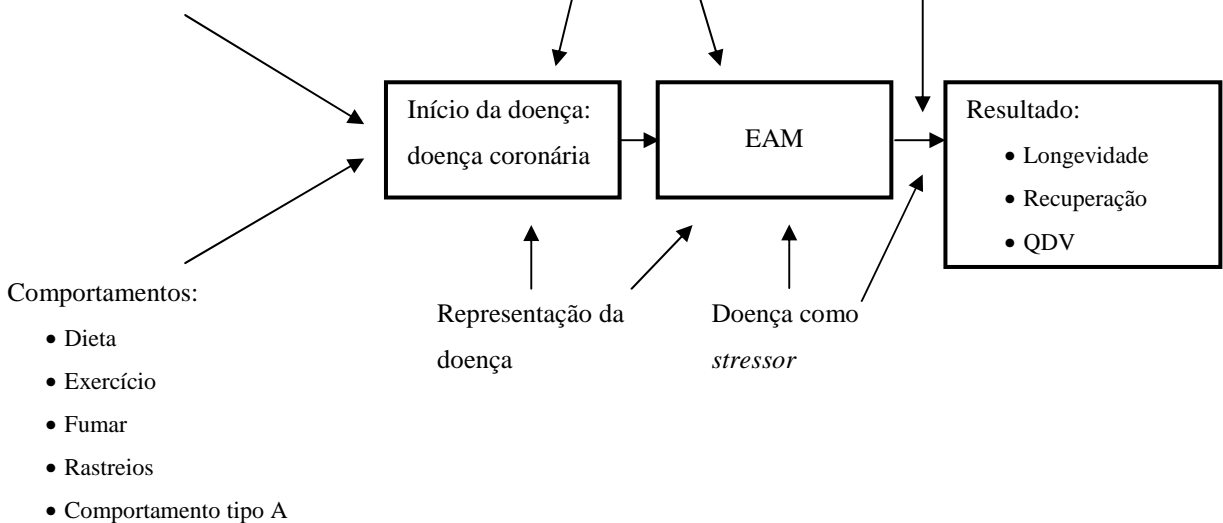 Início da doença:
doença coronária
EAM
Resultado:
• Longevidade
• Recuperação
• QDV
Comportamentos:
• Dieta
• Exercício
• Fumar
• Rastreios
• Comportamento tipo A
Representação da
doença
Doença como
stressor